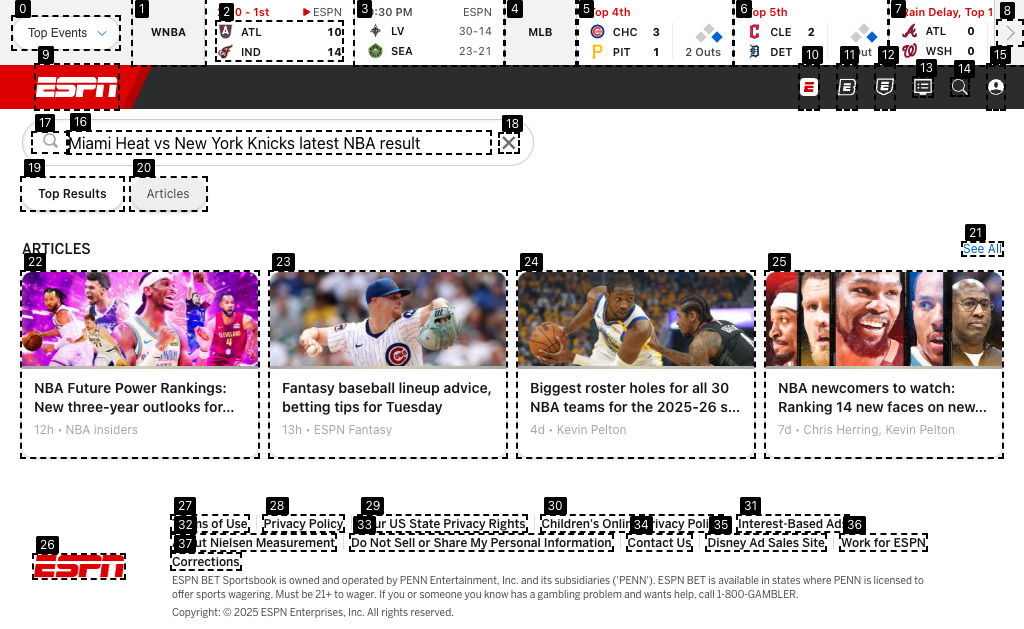 0
1
2
3
4
5
6
7
8
Top Events
WNBA
0 - 1st
ESPN
ATL 10
IND 14
:30 PM ESPN
LV 30-14
SEA 23-21
MLB
Top 4th
CHC 3
PIT 1
2 Outs
Top 5th
CLE 2
DET
Out
Rain Delay, Top 1
ATL 0
WSH 0
9
ESPN
10
11
12
13
14
15
17
16
18
Miami Heat vs New York Knicks latest NBA result
19
20
Top Results
Articles
21
ARTICLES
See All
22
23
24
25
NBA Future Power Rankings:
New three-year outlooks for...
12h • NBA insiders
Fantasy baseball lineup advice,
betting tips for Tuesday
13h • ESPN Fantasy
Biggest roster holes for all 30
NBA teams for the 2025-26 s...
4d • Kevin Pelton
NBA newcomers to watch:
Ranking 14 new faces on new...
7d • Chris Herring, Kevin Pelton
27
28
29
30
31
ms of Use
Privacy Policy
ur US State Privacy Rights
Children's Onlin
rivacy Poli
Interest-Based Ads
32
33
34
35
36
ut Nielsen Measurement
Do Not Sell or Share My Personal Information
Contact Us
Disney Ad Sales Site
Work for ESPN
37
Corrections
26
ESPN
ESPN BET Sportsbook is owned and operated by PENN Entertainment, Inc. and its subsidiaries ('PENN'). ESPN BET is available in states where PENN is licensed to
offer sports wagering. Must be 21+ to wager. If you or someone you know has a gambling problem and wants help, call 1-800-GAMBLER.
Copyright: © 2025 ESPN Enterprises, Inc. All rights reserved.